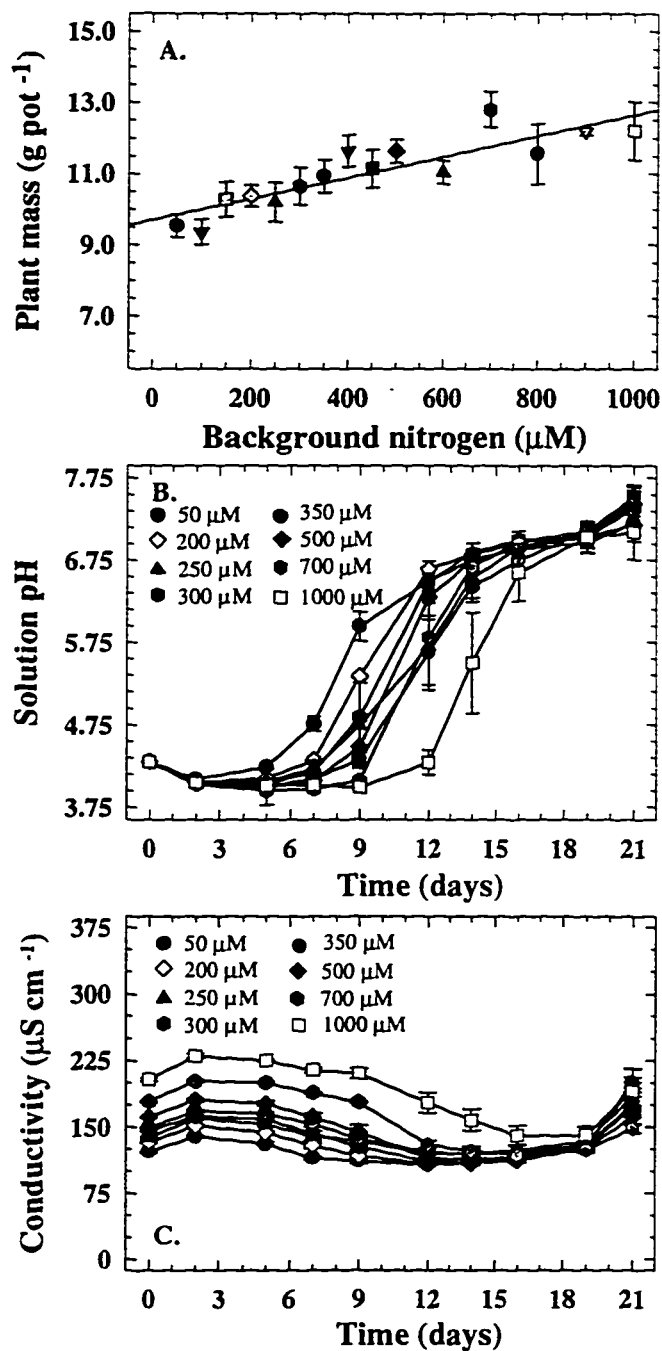 A.
Plant mass (g pot -1)
15.0
13.0
11.0
9.0
7.0
0 200 400 600 800 1000
Background nitrogen (μM)
B.
50 μM 350 μM
200 μM 500 μM
250 μM 700 μM
300 μM 1000 μM
Solution pH
7.75
6.75
5.75
4.75
3.75
0 3 6 9 12 15 18 21
Time (days)
50 μM 350 μM
200 μM 500 μM
250 μM 700 μM
300 μM 1000 μM
Conductivity (μS cm -1)
375
300
225
150
75
0
C.
0 3 6 9 12 15 18 21
Time (days)